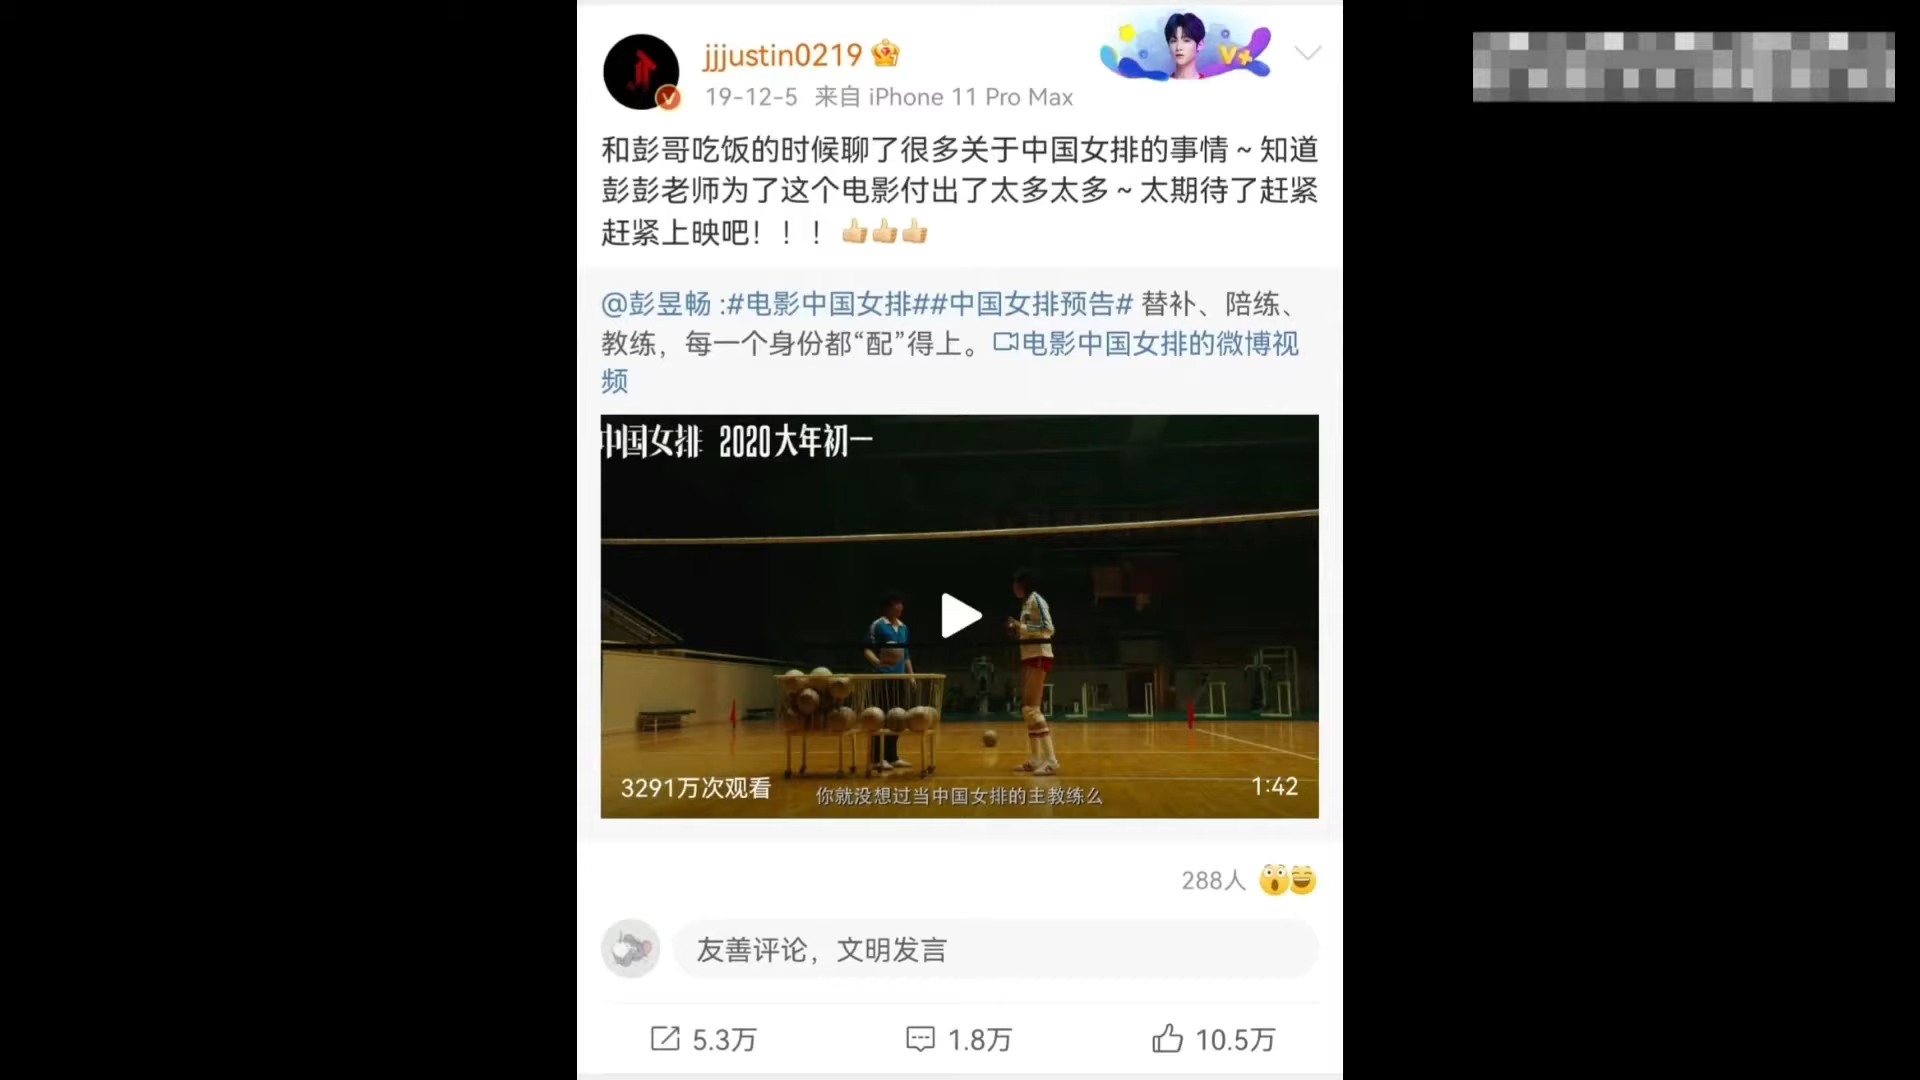 jjjustin0219
V+
19-12-5 来自 iPhone 11 Pro Max
和彭哥吃饭的时候聊了很多关于中国女排的事情~知道
彭彭老师为了这个电影付出了太多太多~太期待了赶紧
赶紧上映吧！！！
@彭昱畅 :#电影中国女排##中国女排预告# 替补、陪练、
教练，每一个身份都“配”得上。电影中国女排的微博视
频
中国女排 2020大年初一
3291万次观看
你就没想过当中国女排的主教练么
1:42
288人
友善评论，文明发言
5.3万
1.8万
10.5万